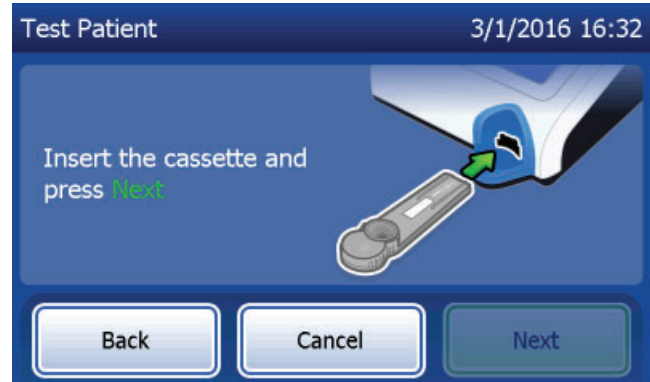 Test Patient 3/1/2016 16:32
Insert the cassette and
press Next
Back Cancel Next